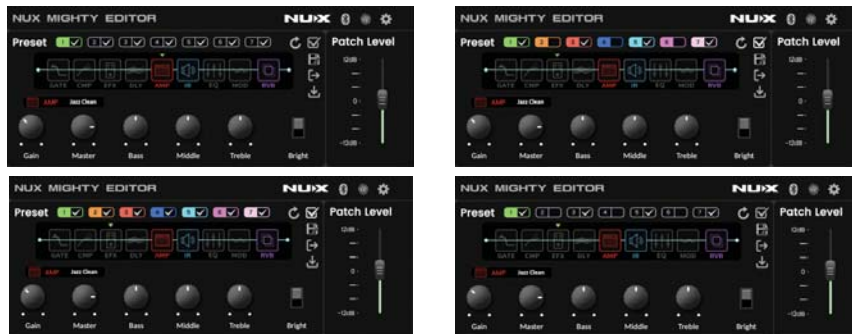 NUX MIGHTY EDITOR NUX
Preset 1 2 3 4 5 6 7 Patch Level
12dB
GATE CMP EFX DLY AMP IR EQ MOD RVB
0
AMP Jazz Clean
-12dB
Gain Master Bass Middle Treble Bright
NUX MIGHTY EDITOR NUX
Preset 1 2 3 4 5 6 7 Patch Level
12dB
GATE CMP EFX DLY AMP IR EQ MOD RVB
0
AMP Jazz Clean
-12dB
Gain Master Bass Middle Treble Bright
NUX MIGHTY EDITOR NUX
Preset 1 2 3 4 5 6 7 Patch Level
12dB
GATE CMP EFX DLY AMP IR EQ MOD RVB
0
AMP Jazz Clean
-12dB
Gain Master Bass Middle Treble Bright
NUX MIGHTY EDITOR NUX
Preset 1 2 3 4 5 6 7 Patch Level
12dB
GATE CMP EFX DLY AMP IR EQ MOD RVB
0
AMP Jazz Clean
-12dB
Gain Master Bass Middle Treble Bright